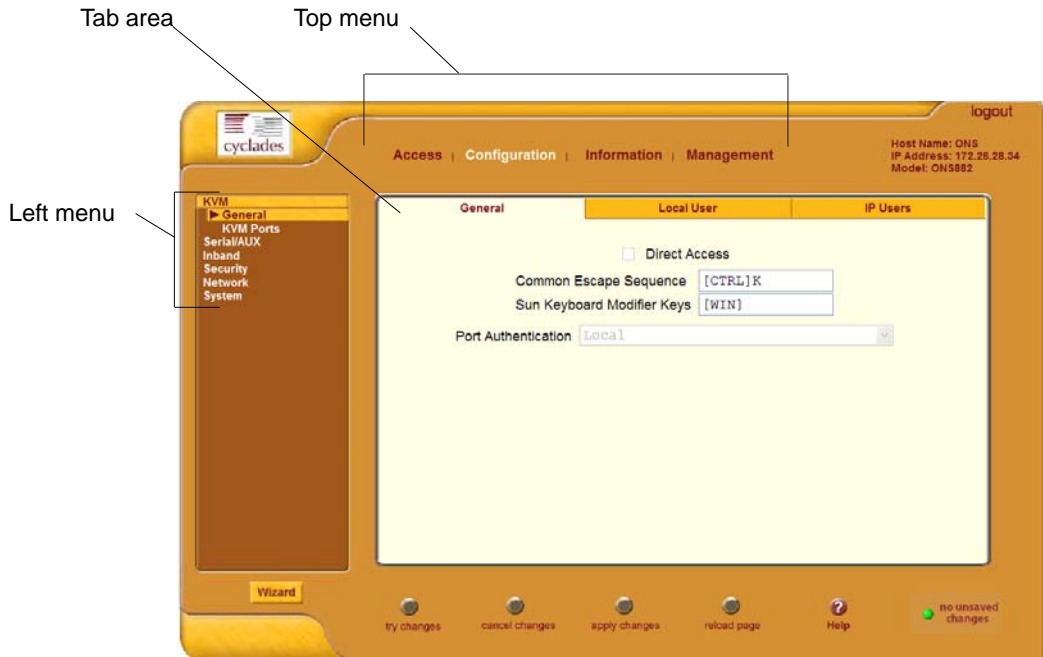 Tab area
Top menu
logout
cyclades
Access | Configuration | Information | Management
Host Name: ONS
IP Address: 172.26.28.34
Model: ONS882
Left menu
KVM
General
KVM Ports
Serial/AUX
Inband
Security
Network
System
General
Local User
IP Users
Direct Access
Common Escape Sequence [CTRL]K
Sun Keyboard Modifier Keys [WIN]
Port Authentication Local
Wizard
try changes
cancel changes
apply changes
reload page
? Help
no unsaved
changes